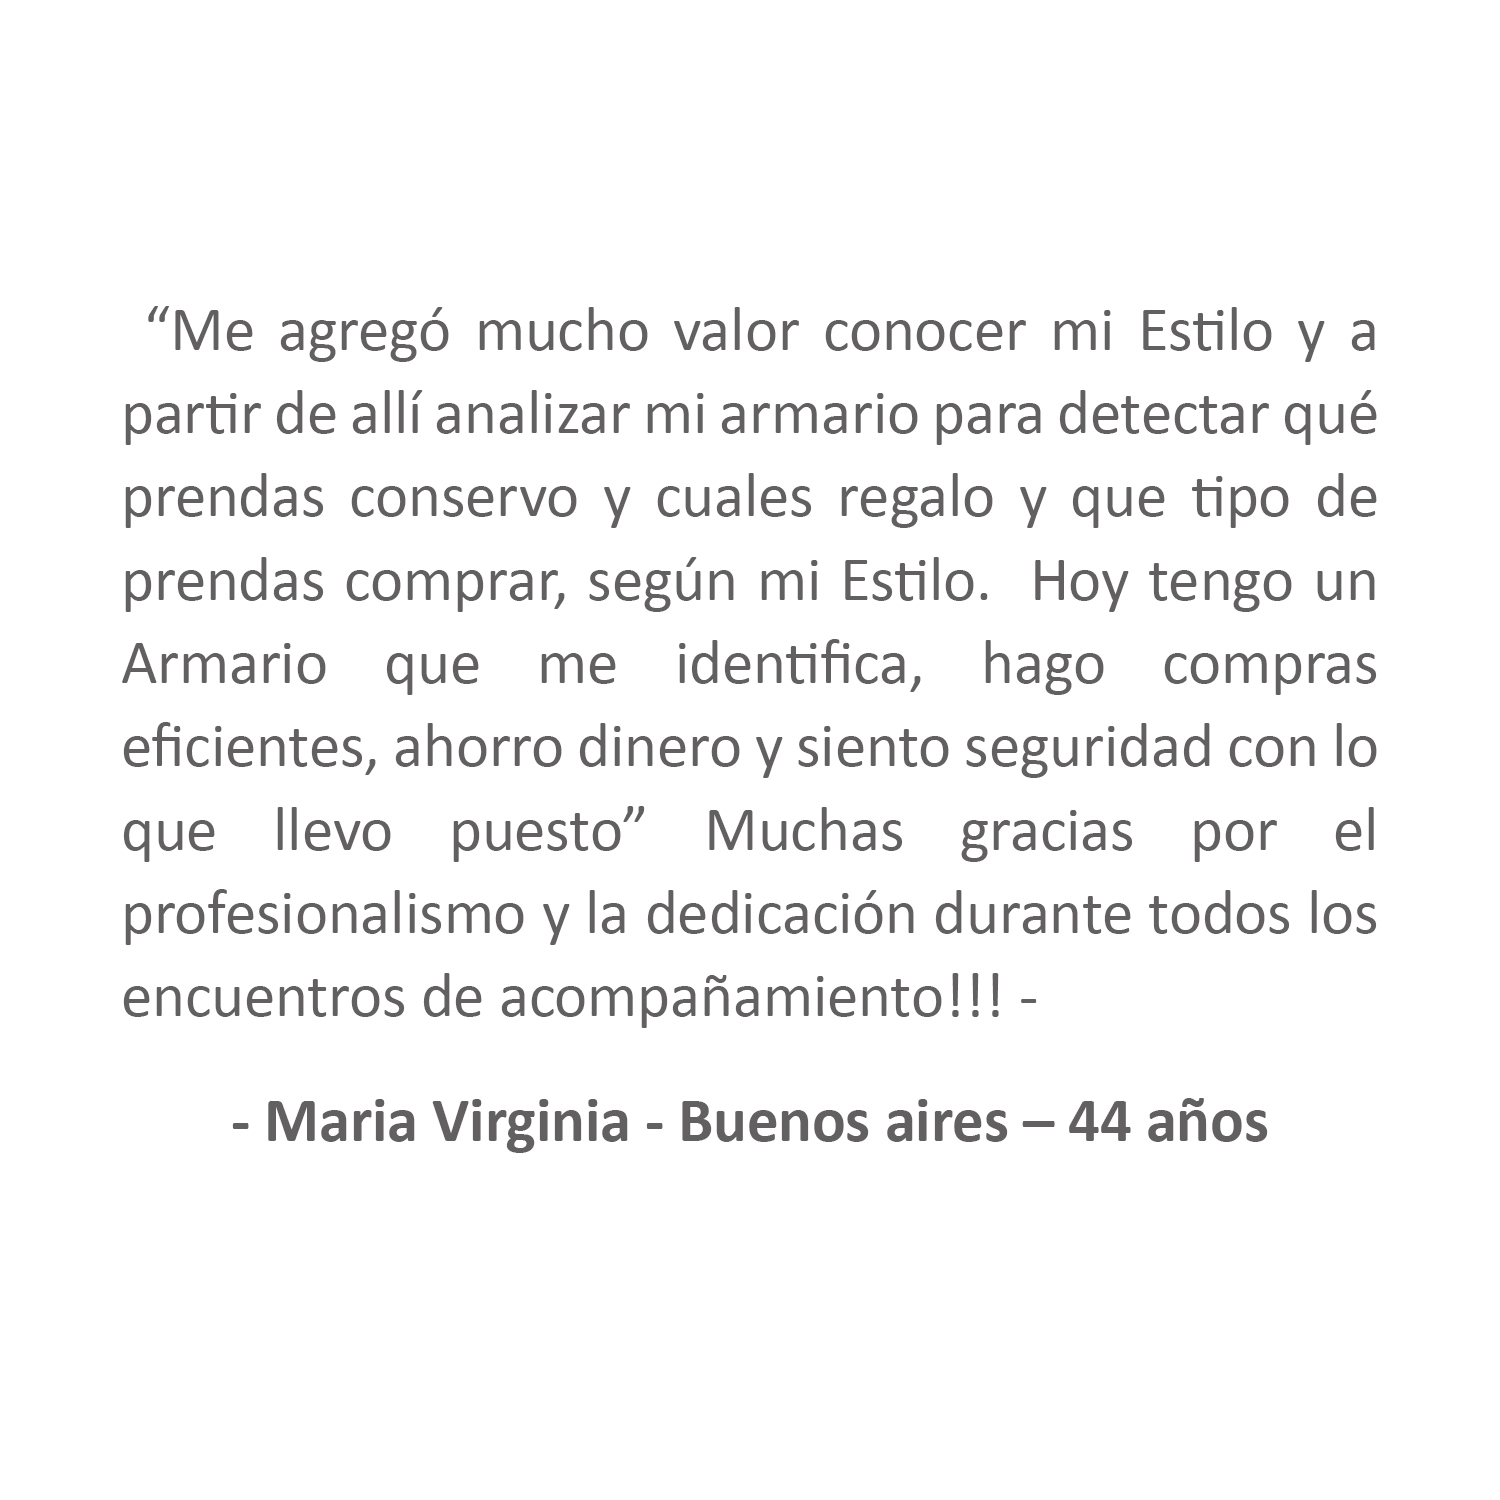 “Me agregó mucho valor conocer mi Estilo y a
partir de allí analizar mi armario para detectar qué
prendas conservo y cuales regalo y que tipo de
prendas comprar, según mi Estilo.  Hoy tengo un
Armario que me identifica, hago compras
eficientes, ahorro dinero y siento seguridad con lo
que llevo puesto” Muchas gracias por el
profesionalismo y la dedicación durante todos los
encuentros de acompañamiento!!! -
- Maria Virginia - Buenos aires – 44 años